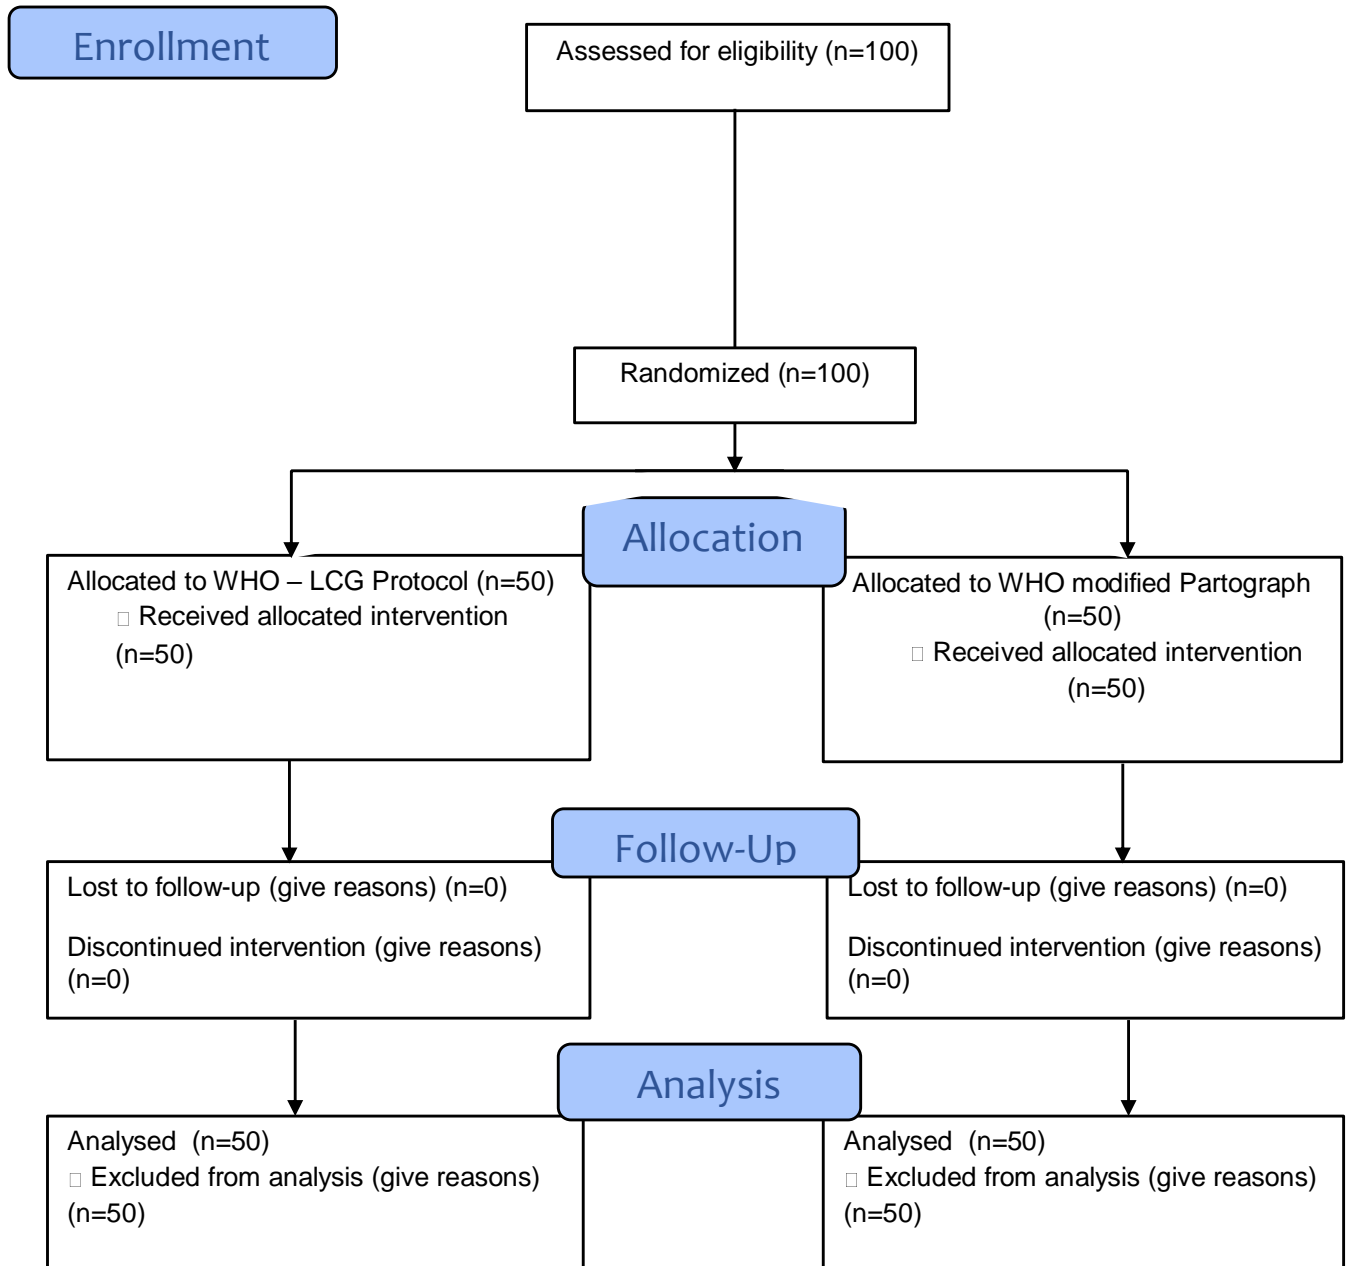 Enrollment
Assessed for eligibility (n=100)
Randomized (n=100)
Allocation
Allocated to WHO – LCG Protocol (n=50)
Received allocated intervention
(n=50)
Allocated to WHO modified Partograph
(n=50)
Received allocated intervention
(n=50)
Follow-Up
Lost to follow-up (give reasons) (n=0)
Discontinued intervention (give reasons)
(n=0)
Lost to follow-up (give reasons) (n=0)
Discontinued intervention (give reasons)
(n=0)
Analysis
Analysed (n=50)
Excluded from analysis (give reasons)
(n=50)
Analysed (n=50)
Excluded from analysis (give reasons)
(n=50)